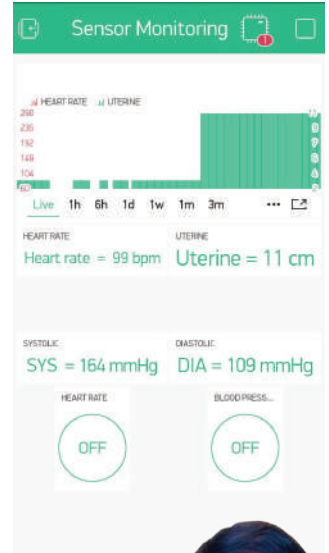 Sensor Monitoring
1
HEART RATE UTERINE
236
192
148
104
60
Live 1h 6h 1d 1w 1m 3m ...
HEART RATE UTERINE
Heart rate = 99 bpm Uterine = 11 cm
SYSTOLIC DIASTOLIC
SYS = 164 mmHg DIA = 109 mmHg
HEART RATE BLOOD PRESS...
OFF OFF